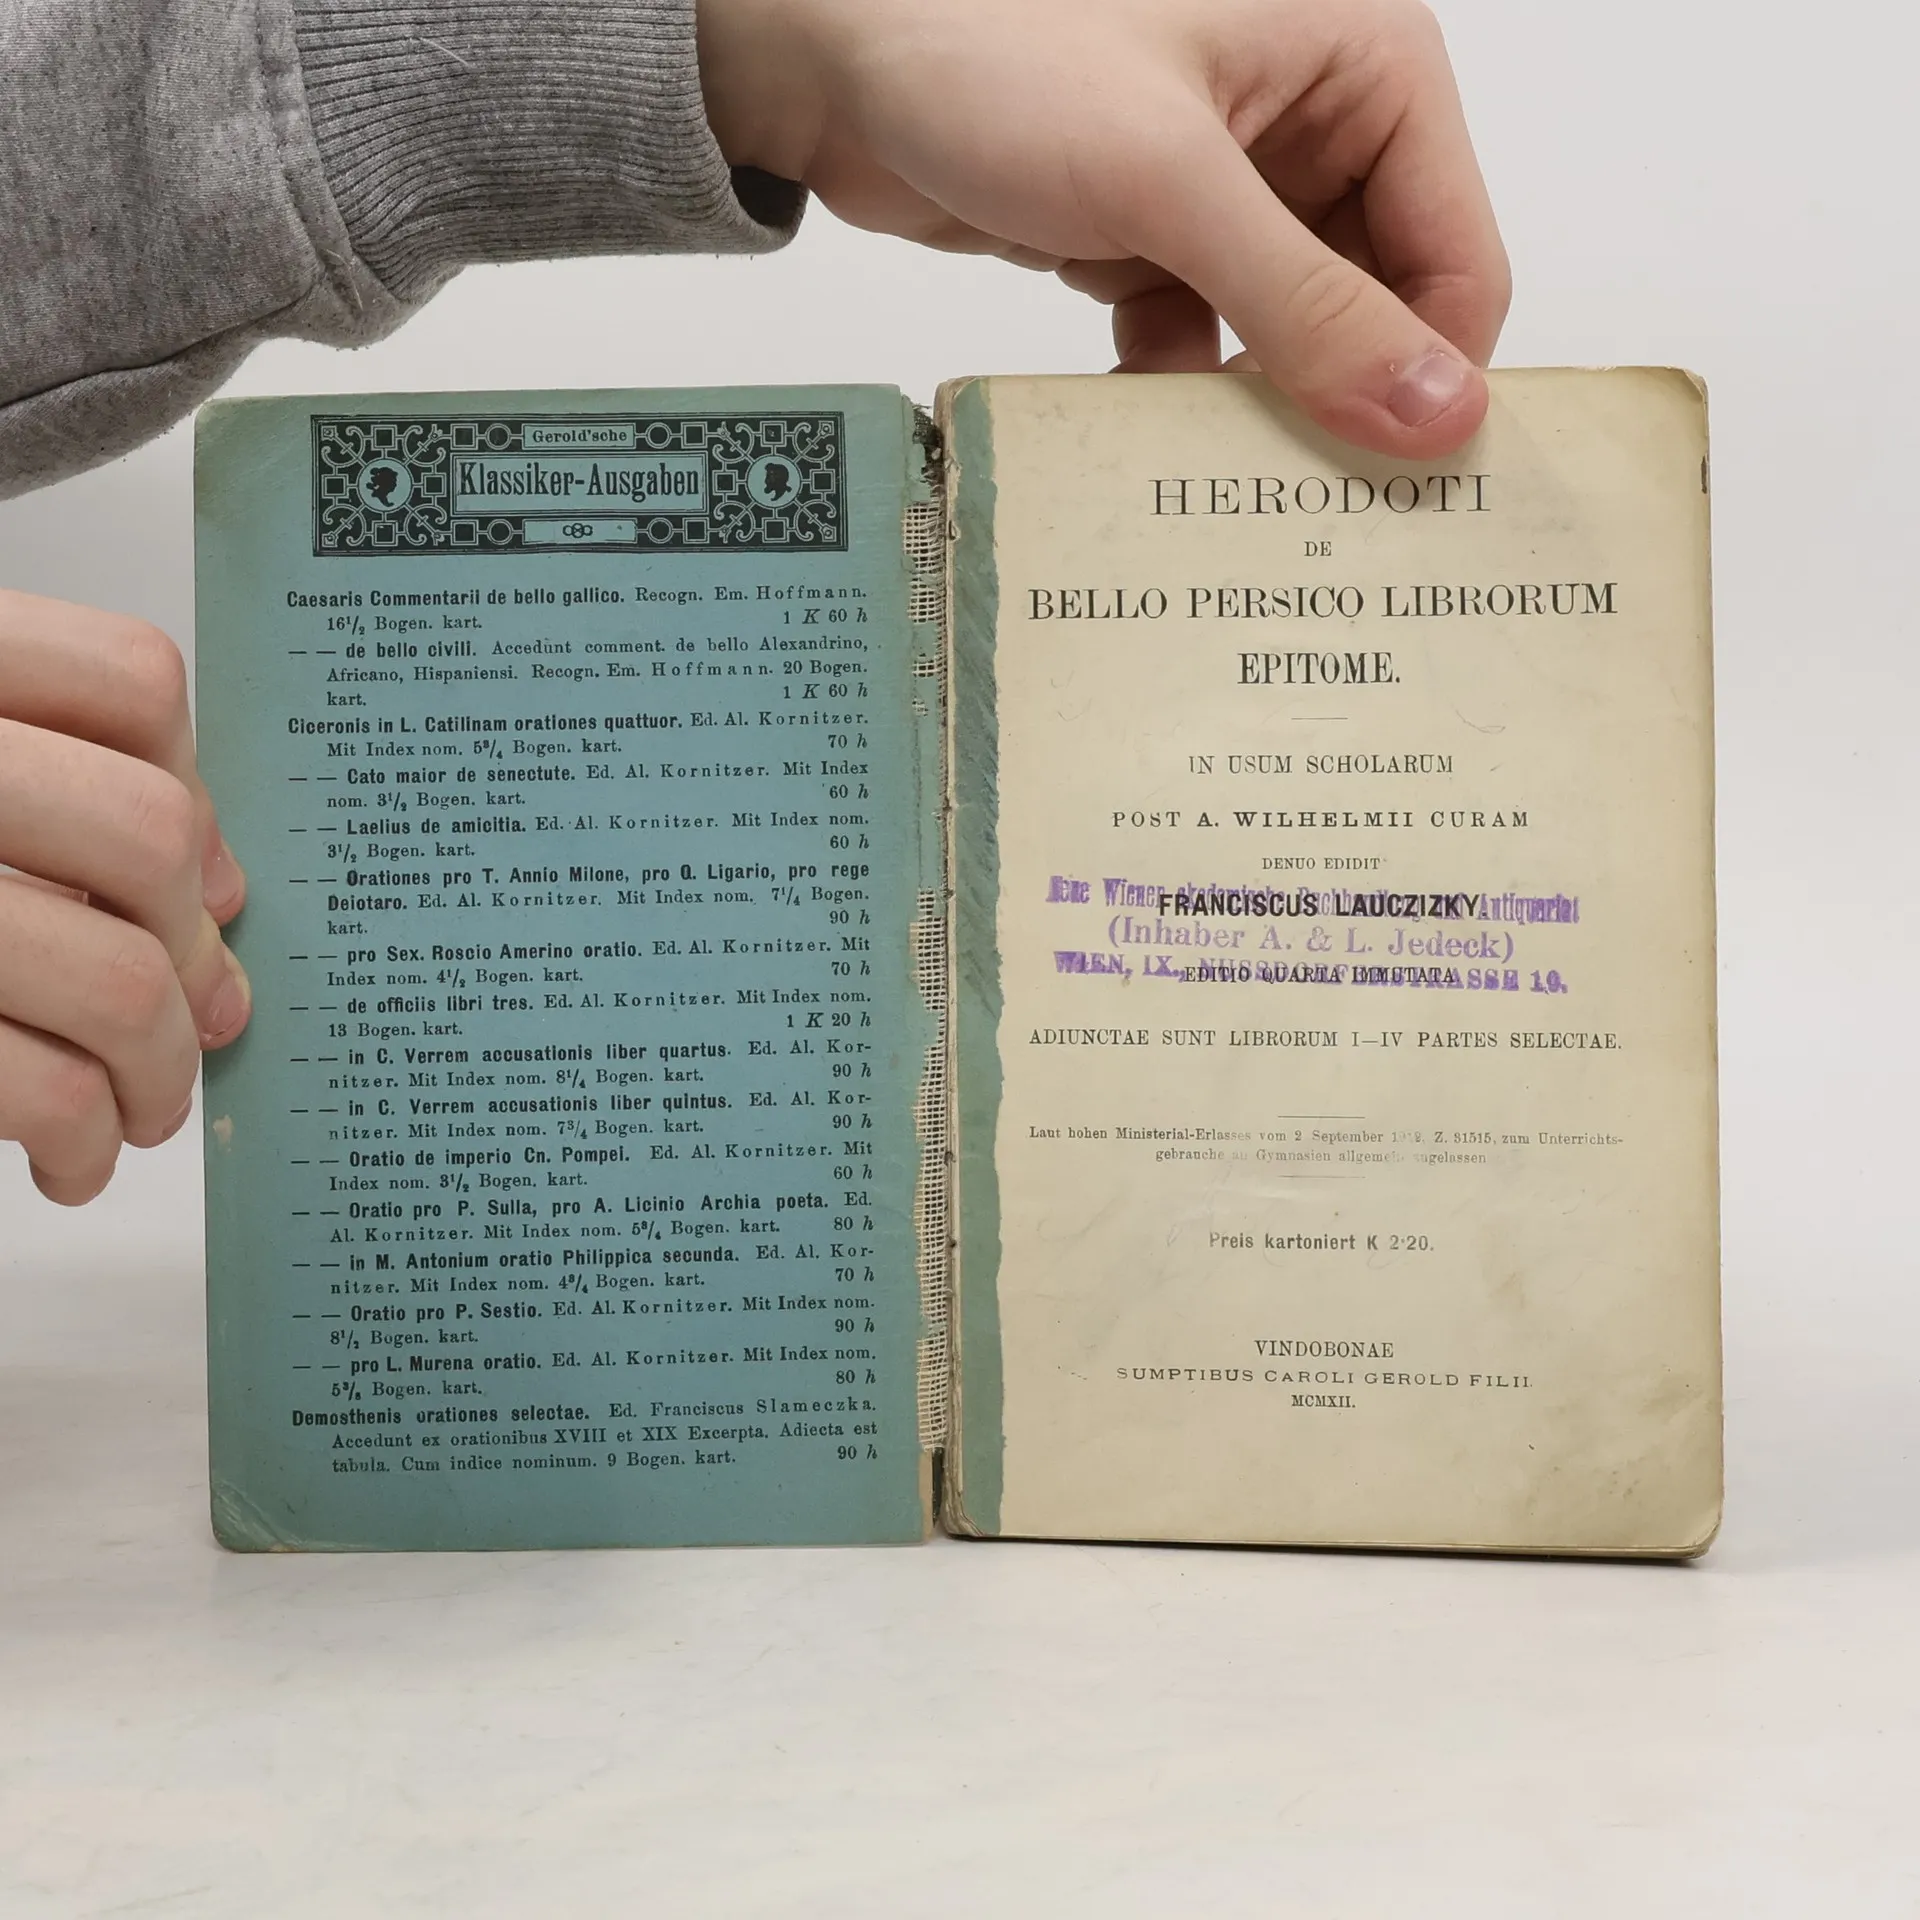 Gerold'sche
Klassiker-Ausgaben
Caesaris Commentarii de bello gallico. Recogn. Em. Hoffmann.
16¹/₂ Bogen. kart. 1 K 60 h
— — de bello civili. Accedunt comment. de bello Alexandrino,
Africano, Hispaniensi. Recogn. Em. Hoffmann. 20 Bogen.
kart. 1 K 60 h
Ciceronis in L. Catilinam orationes quattuor. Ed. Al. Kornitzer.
Mit Index nom. 5³/₄ Bogen. kart. 70 h
— — Cato maior de senectute. Ed. Al. Kornitzer. Mit Index
nom. 3¹/₂ Bogen. kart. 60 h
— — Laelius de amicitia. Ed. Al. Kornitzer. Mit Index nom.
3¹/₂ Bogen. kart. 60 h
— — Orationes pro T. Annio Milone, pro Q. Ligario, pro rege
Deiotaro. Ed. Al. Kornitzer. Mit Index nom. 7¹/₄ Bogen.
kart. 90 h
— — pro Sex. Roscio Amerino oratio. Ed. Al. Kornitzer. Mit
Index nom. 4¹/₂ Bogen. kart. 70 h
— — de officiis libri tres. Ed. Al. Kornitzer. Mit Index nom.
13 Bogen. kart. 1 K 20 h
— — in C. Verrem accusationis liber quartus. Ed. Al. Kor-
nitzer. Mit Index nom. 8¹/₄ Bogen. kart. 90 h
— — in C. Verrem accusationis liber quintus. Ed. Al. Kor-
nitzer. Mit Index nom. 7³/₄ Bogen. kart. 90 h
— — Oratio de imperio Cn. Pompei. Ed. Al. Kornitzer. Mit
Index nom. 3¹/₂ Bogen. kart. 60 h
— — Oratio pro P. Sulla, pro A. Licinio Archia poeta. Ed.
Al. Kornitzer. Mit Index nom. 5³/₄ Bogen. kart. 80 h
— — in M. Antonium oratio Philippica secunda. Ed. Al. Kor-
nitzer. Mit Index nom. 4³/₄ Bogen. kart. 70 h
— — Oratio pro P. Sestio. Ed. Al. Kornitzer. Mit Index nom.
8¹/₂ Bogen. kart. 90 h
— — pro L. Murena oratio. Ed. Al. Kornitzer. Mit Index nom.
5³/₈ Bogen. kart. 80 h
Demosthenis orationes selectae. Ed. Franciscus Slameczka.
Accedunt ex orationibus XVIII et XIX Excerpta. Adiecta est
tabula. Cum indice nominum. 9 Bogen. kart. 90 h
HERODOTI
DE
BELLO PERSICO LIBRORUM
EPITOME.
IN USUM SCHOLARUM
POST A. WILHELMII CURAM
DENUO EDIDIT
FRANCISCUS LAUCZIZKY.
Neue Wiener akademische Buchhandlung und Antiquariat
(Inhaber A. & L. Jedeck)
WIEN, IX., NUSSDORFERSTRASSE 10.
EDITIO QUARTA IMMUTATA
ADIUNCTAE SUNT LIBRORUM I—IV PARTES SELECTAE.
Laut hohen Ministerial-Erlasses vom 2 September Z. 31515, zum Unterrichts-
gebrauche an Gymnasien allgemein zugelassen
Preis kartoniert K 2·20.
VINDOBONAE
SUMPTIBUS CAROLI GEROLD FILII.
MCMXII.